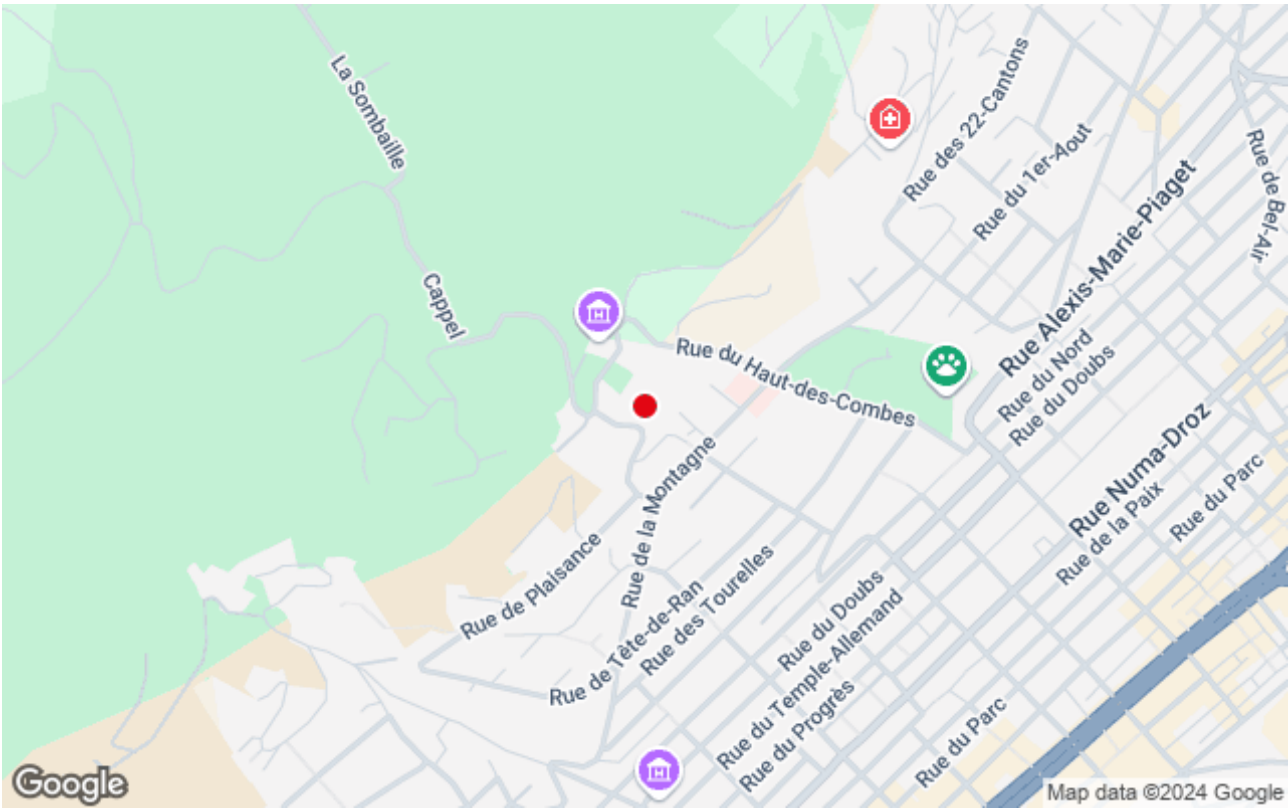 La Sombaille
Rue des 22-Cantons
Rue du 1er-Aout
Rue de Bel-Air
Rue Alexis-Marie-Piaget
Cappel
Rue du Haut-des-Combes
Rue du Nord
Rue du Doubs
Rue Numa-Droz
Rue de la Montagne
Rue du Parc
Rue de la Paix
Rue de Plaisance
Rue de Tête-de-Ran
Rue des Tourelles
Rue du Doubs
Rue du Temple-Allemand
Rue du Progrès
Rue du Parc
Google
Map data ©2024 Google